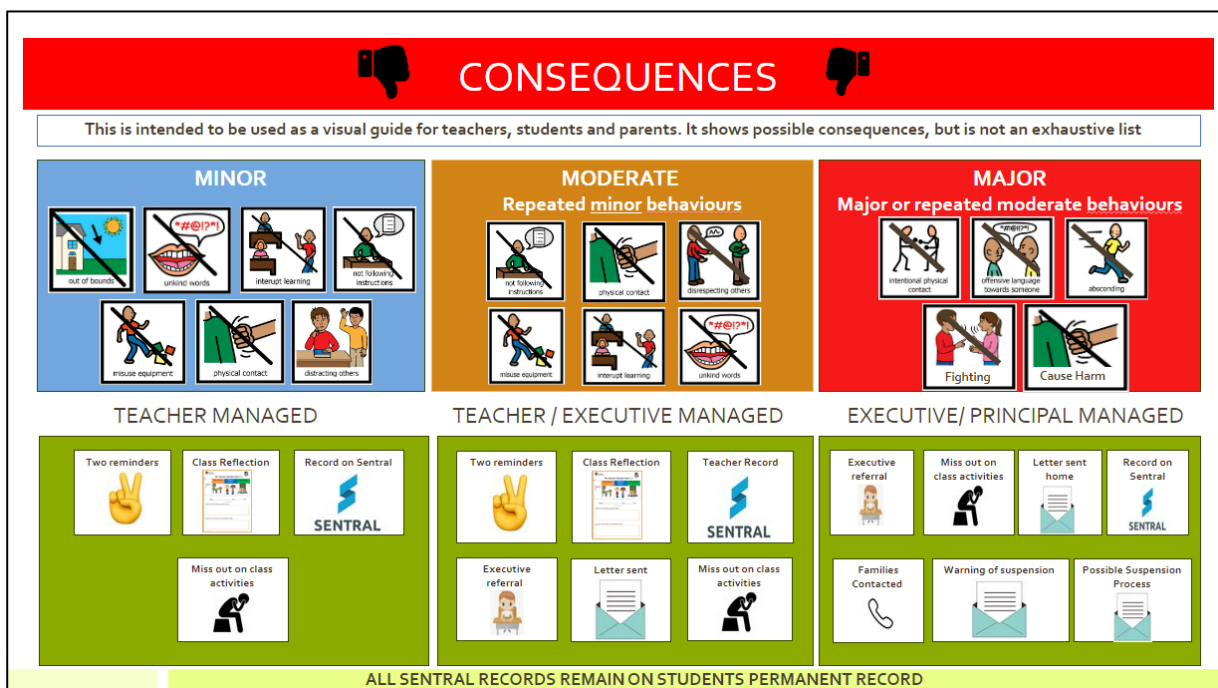 CONSEQUENCES
This is intended to be used as a visual guide for teachers, students and parents. It shows possible consequences, but is not an exhaustive list
MINOR
*#@!?*!
out of bounds
unkind words
interupt learning
not following
instructions
misuse equipment
physical contact
distracting others
MODERATE
Repeated minor behaviours
not following
instructions
physical contact
disrespecting others
*#@!?*!
misuse equipment
interupt learning
unkind words
MAJOR
Major or repeated moderate behaviours
*#@!!?*!
intentional physical
contact
offensive language
towards someone
absconding
Fighting
Cause Harm
TEACHER MANAGED
TEACHER / EXECUTIVE MANAGED
EXECUTIVE/ PRINCIPAL MANAGED
Two reminders
Class Reflection
Record on Sentral
SENTRAL
Miss out on class
activities
Two reminders
Class Reflection
Teacher Record
SENTRAL
Executive
referral
Letter sent
Miss out on class
activities
Executive
referral
Miss out on
class activities
Letter sent
home
Record on
Sentral
SENTRAL
Families
Contacted
Warning of suspension
Possible Suspension
Process
ALL SENTRAL RECORDS REMAIN ON STUDENTS PERMANENT RECORD